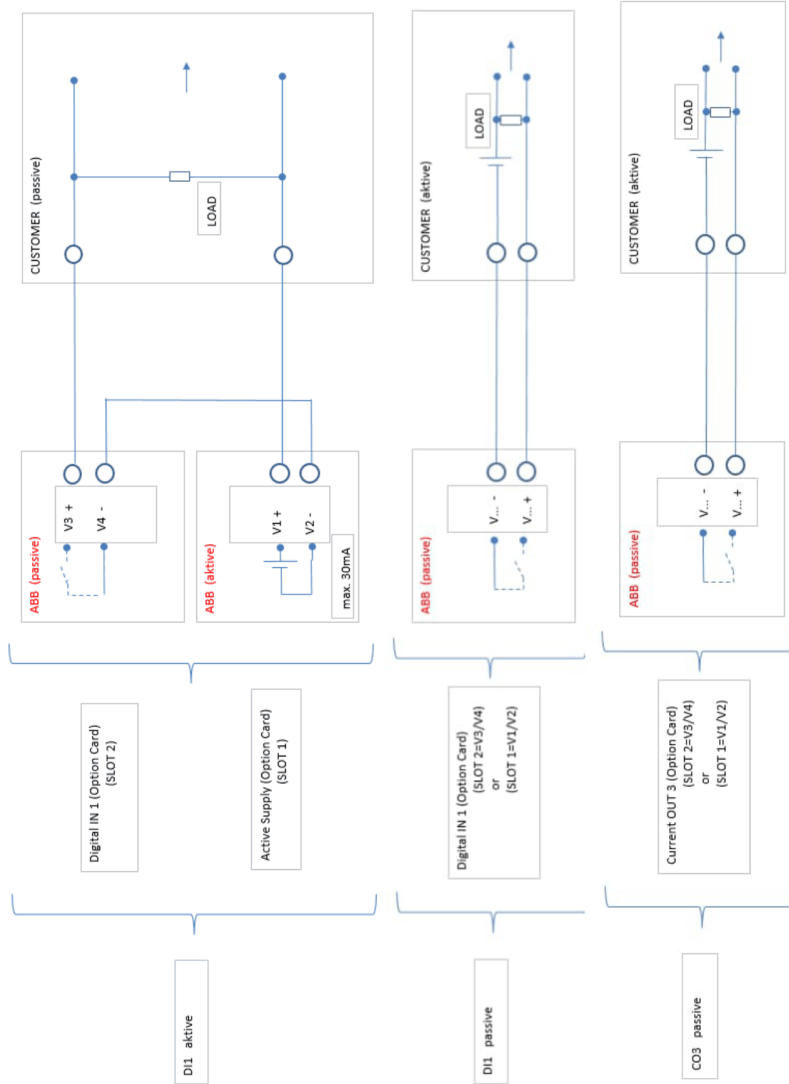 DI1 aktive
Digital IN 1 (Option Card)
(SLOT 2)
Active Supply (Option Card)
(SLOT 1)
ABB (passive)
V3 +
V4 -
ABB (aktive)
V1 +
V2 -
max. 30mA
CUSTOMER (passive)
LOAD
DI1 passive
Digital IN 1 (Option Card)
(SLOT 2=V3/V4)
or
(SLOT 1=V1/V2)
ABB (passive)
V... -
V... +
CUSTOMER (aktive)
LOAD
CO3 passive
Current OUT 3 (Option Card)
(SLOT 2=V3/V4)
or
(SLOT 1=V1/V2)
ABB (passive)
V... -
V... +
CUSTOMER (aktive)
LOAD